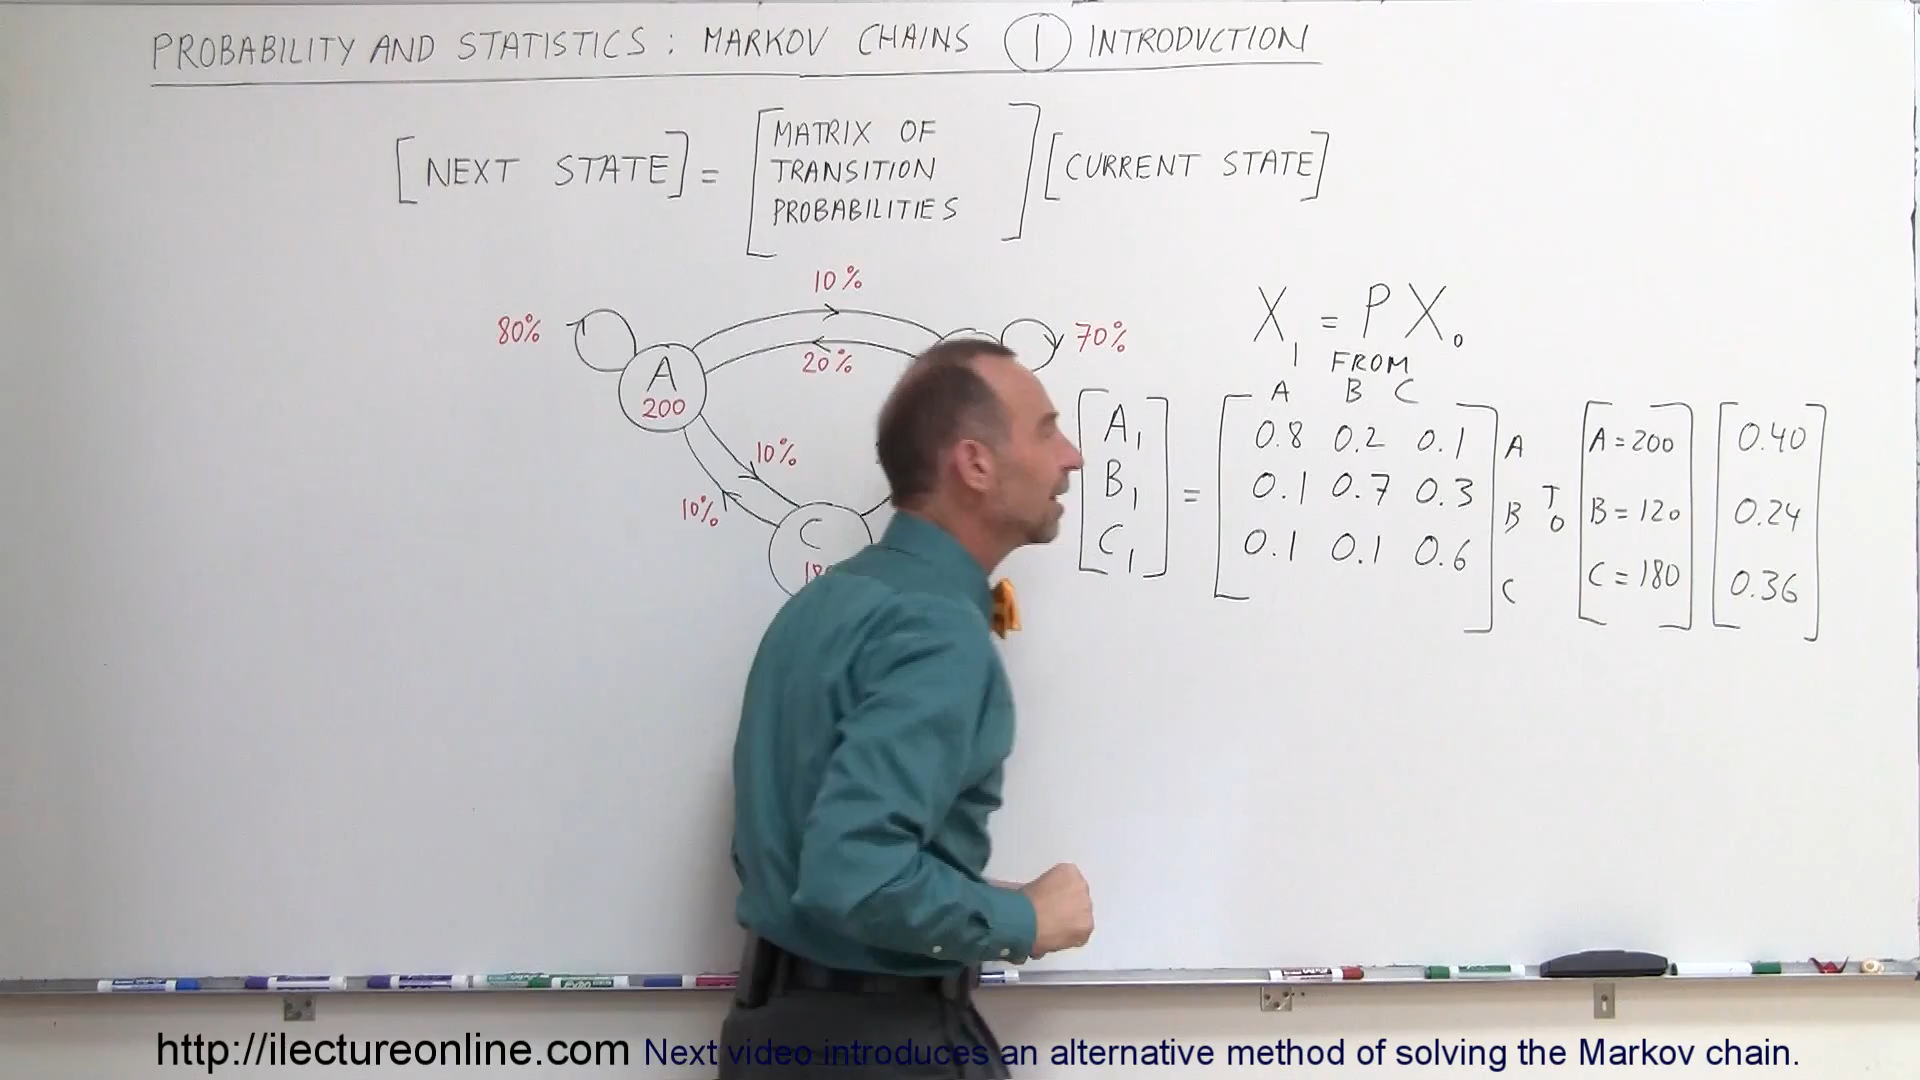 PROBABILITY AND STATISTICS : MARKOV CHAINS 1 INTRODUCTION
[NEXT STATE] = [MATRIX OF TRANSITION PROBABILITIES] [CURRENT STATE]
10%
80%
20%
70%
A
200
10%
10%
C
X₁ = P X₀
FROM
A B C
A₁
B₁
C₁
=
0.8 0.2 0.1 A
0.1 0.7 0.3 B
0.1 0.1 0.6 C
TO
A = 200
B = 120
C = 180
0.40
0.24
0.36
http://ilectureonline.com Next video introduces an alternative method of solving the Markov chain.